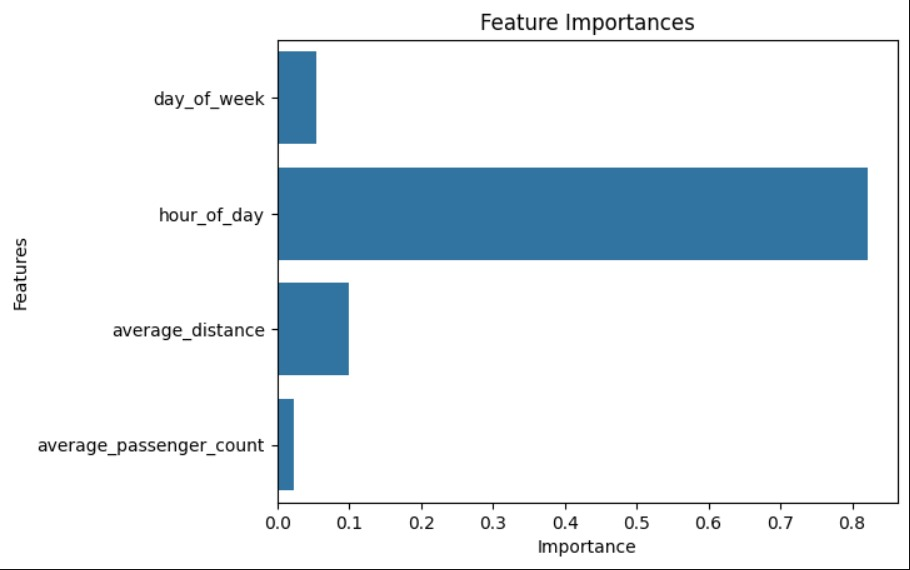 Feature Importances
day_of_week
hour_of_day
average_distance
average_passenger_count
Features
0.0 0.1 0.2 0.3 0.4 0.5 0.6 0.7 0.8
Importance